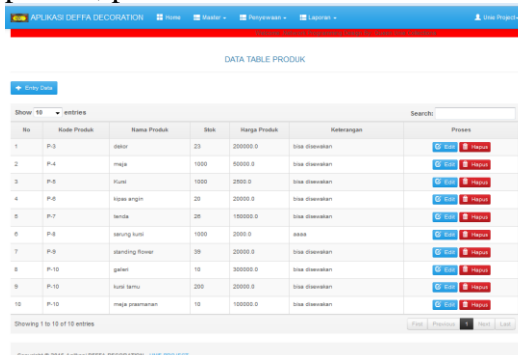 APLIKASI DEFFA DECORATION Home Master Penyewaan Laporan Unie Project
DATA TABLE PRODUK
Entry Data
Show 10 entries Search:
No Kode Produk Nama Produk Stok Harga Produk Keterangan Proses
1 P-3 dekor 23 200000.0 bisa disewakan Edit Hapus
2 P-4 meja 1000 50000.0 bisa disewakan Edit Hapus
3 P-5 Kursi 1000 2500.0 bisa disewakan Edit Hapus
4 P-6 kipas angin 20 20000.0 bisa disewakan Edit Hapus
5 P-7 tenda 26 150000.0 bisa disewakan Edit Hapus
6 P-8 sarung kursi 1000 2000.0 aaaa Edit Hapus
7 P-9 standing flower 39 20000.0 bisa disewakan Edit Hapus
8 P-10 galeri 10 300000.0 bisa disewakan Edit Hapus
9 P-10 kursi tamu 200 20000.0 bisa disewakan Edit Hapus
10 P-10 meja prasmanan 10 100000.0 bisa disewakan Edit Hapus
Showing 1 to 10 of 10 entries First Previous 1 Next Last